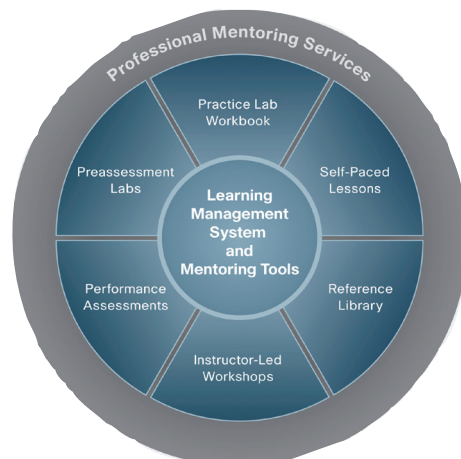 Professional Mentoring Services
Practice Lab
Workbook
Preassessment
Labs
Self-Paced
Lessons
Learning
Management
System
and
Mentoring Tools
Performance
Assessments
Reference
Library
Instructor-Led
Workshops